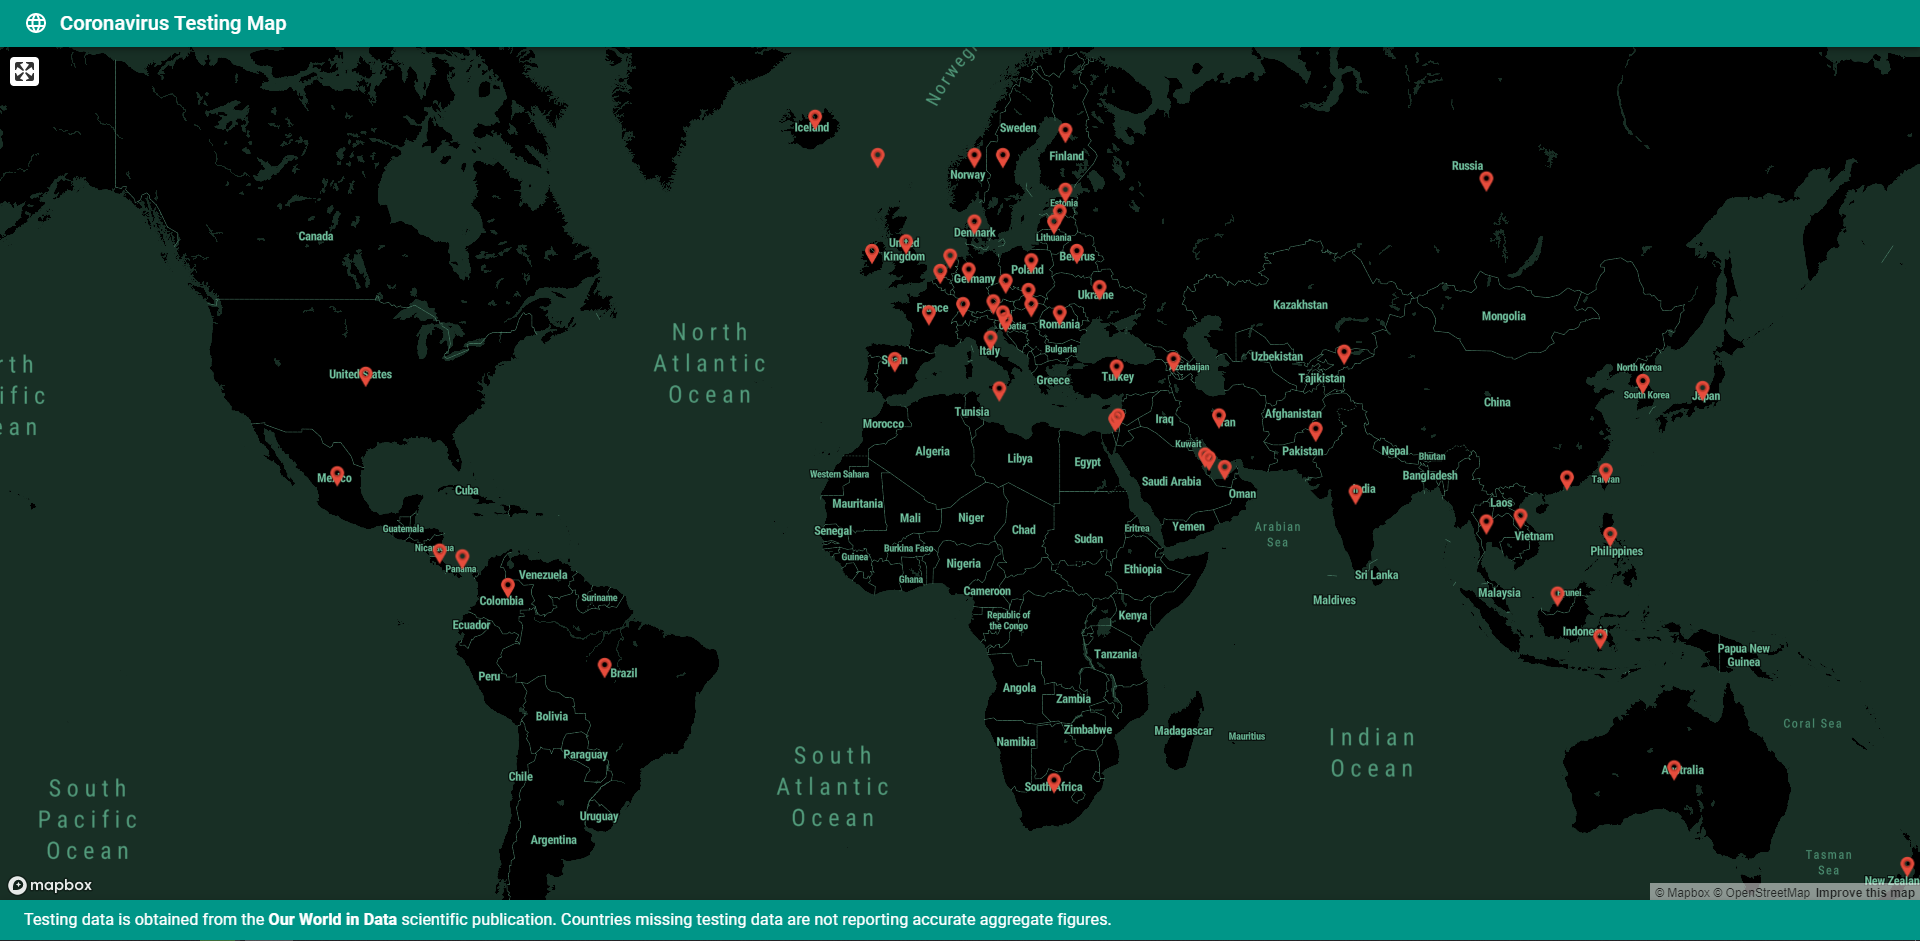 Coronavirus Testing Map
Norweg
Iceland
Sweden
Finland
Norway
Russia
Estonia
Denmark
Lithuania
Canada
United
Kingdom
Belarus
Poland
Germany
Ukraine
Kazakhstan
France
Mongolia
Romania
Croatia
North
Atlantic
Ocean
Italy
Bulgaria
Uzbekistan
Spain
Azerbaijan
North Korea
United States
Turkey
Tajikistan
Greece
South Korea
Japan
China
rth
ific
ean
Tunisia
Morocco
Iraq
Afghanistan
Iran
Kuwait
Algeria
Libya
Egypt
Pakistan
Nepal
Bhutan
Western Sahara
Saudi Arabia
Bangladesh
Taiwan
Mexico
Cuba
Oman
India
Mauritania
Laos
Mali
Niger
Chad
Guatemala
Senegal
Sudan
Eritrea
Yemen
Arabian
Sea
Vietnam
Nicaragua
Burkina Faso
Guinea
Philippines
Panama
Venezuela
Nigeria
Ethiopia
Ghana
Sri Lanka
Colombia
Suriname
Cameroon
Maldives
Malaysia
Brunei
Ecuador
Republic of
the Congo
Kenya
Indonesia
Tanzania
Papua New
Guinea
Peru
Brazil
Angola
Zambia
Bolivia
Zimbabwe
Madagascar
Mauritius
Coral Sea
Namibia
Indian
Ocean
Paraguay
South
Atlantic
Ocean
Chile
South Africa
Australia
South
Pacific
Ocean
Uruguay
Argentina
Tasman
Sea
New Zealan
mapbox
© Mapbox © OpenStreetMap Improve this map
Testing data is obtained from the Our World in Data scientific publication. Countries missing testing data are not reporting accurate aggregate figures.